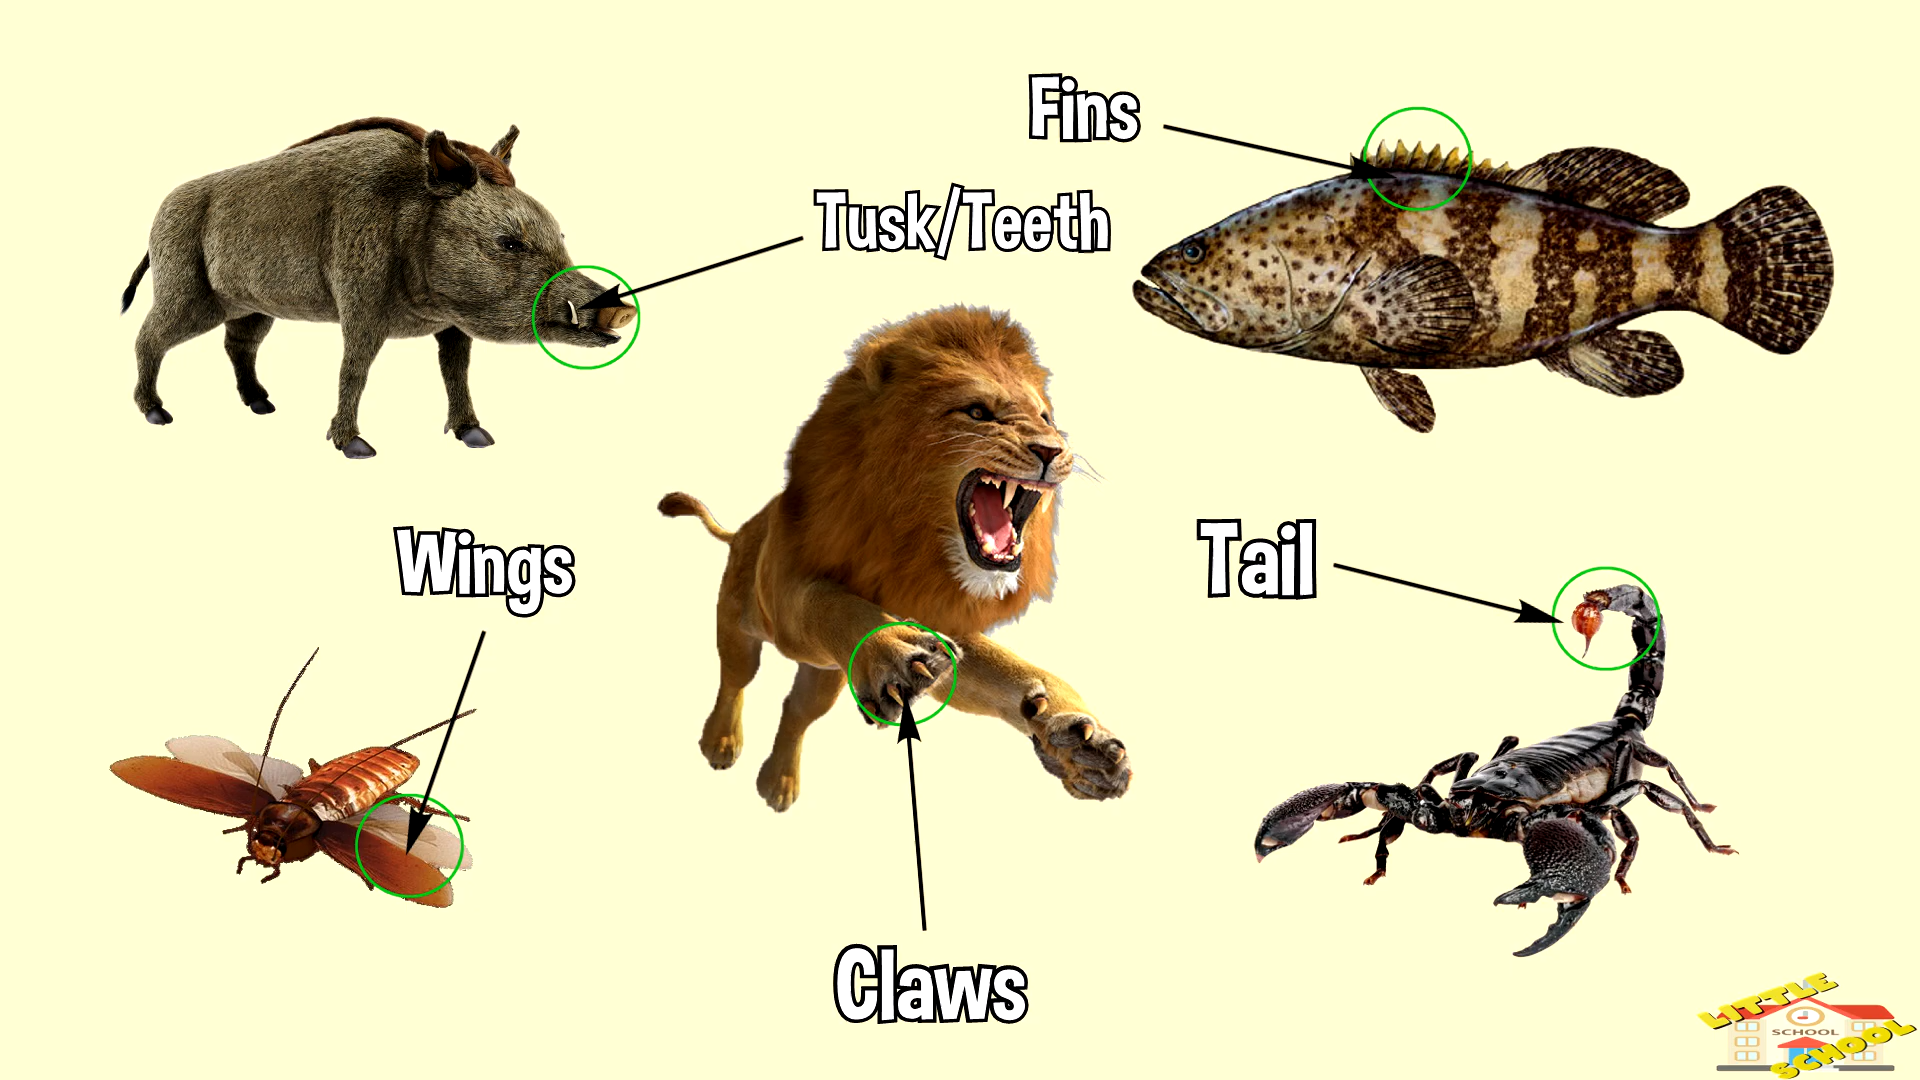 Fins
Tusk/Teeth
Wings
Tail
Claws
LITTLE
SCHOOL
SCHOOL